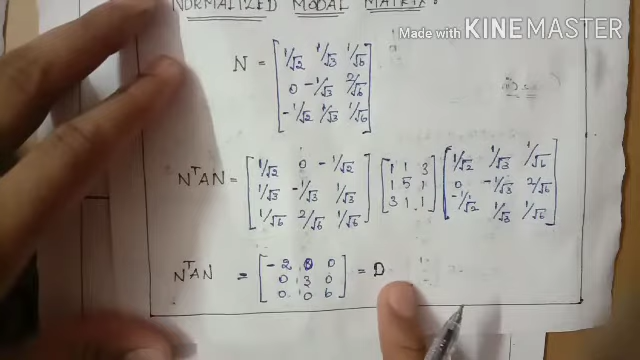 NORMALIZED MODAL MATRIX:
Made with KINEMASTER
N = [ 1/√2 1/√3 1/√6
0 -1/√3 2/√6
-1/√2 1/√3 1/√6 ]
NᵀAN = [ 1/√2 0 -1/√2 ] [ 1 1 3 ] [ 1/√2 1/√3 1/√6 ]
[ 1/√3 -1/√3 1/√3 ] [ 1 5 1 ] [ 0 -1/√3 2/√6 ]
[ 1/√6 2/√6 1/√6 ] [ 3 1 1 ] [ -1/√2 1/√3 1/√6 ]
NᵀAN = [ -2 0 0
0 3 0
0 0 6 ] = D